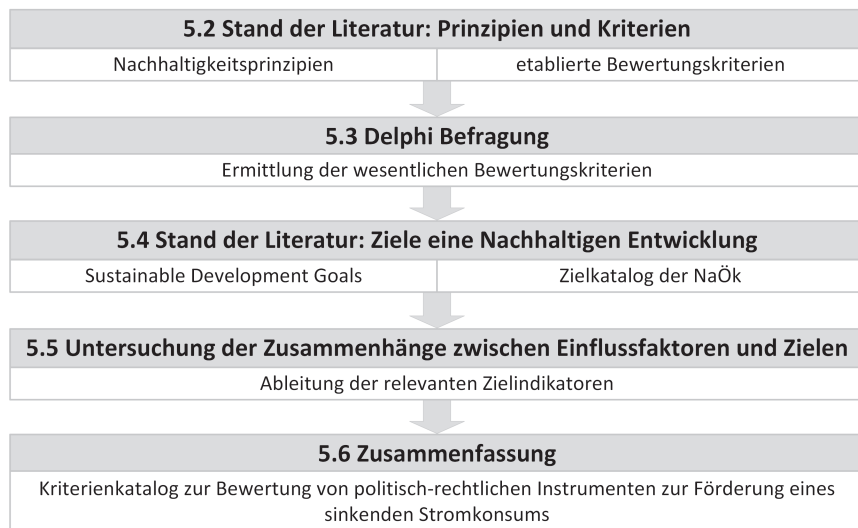 5.2 Stand der Literatur: Prinzipien und Kriterien
Nachhaltigkeitsprinzipien
etablierte Bewertungskriterien
5.3 Delphi Befragung
Ermittlung der wesentlichen Bewertungskriterien
5.4 Stand der Literatur: Ziele eine Nachhaltigen Entwicklung
Sustainable Development Goals
Zielkatalog der NaÖk
5.5 Untersuchung der Zusammenhänge zwischen Einflussfaktoren und Zielen
Ableitung der relevanten Zielindikatoren
5.6 Zusammenfassung
Kriterienkatalog zur Bewertung von politisch-rechtlichen Instrumenten zur Förderung eines
sinkenden Stromkonsums